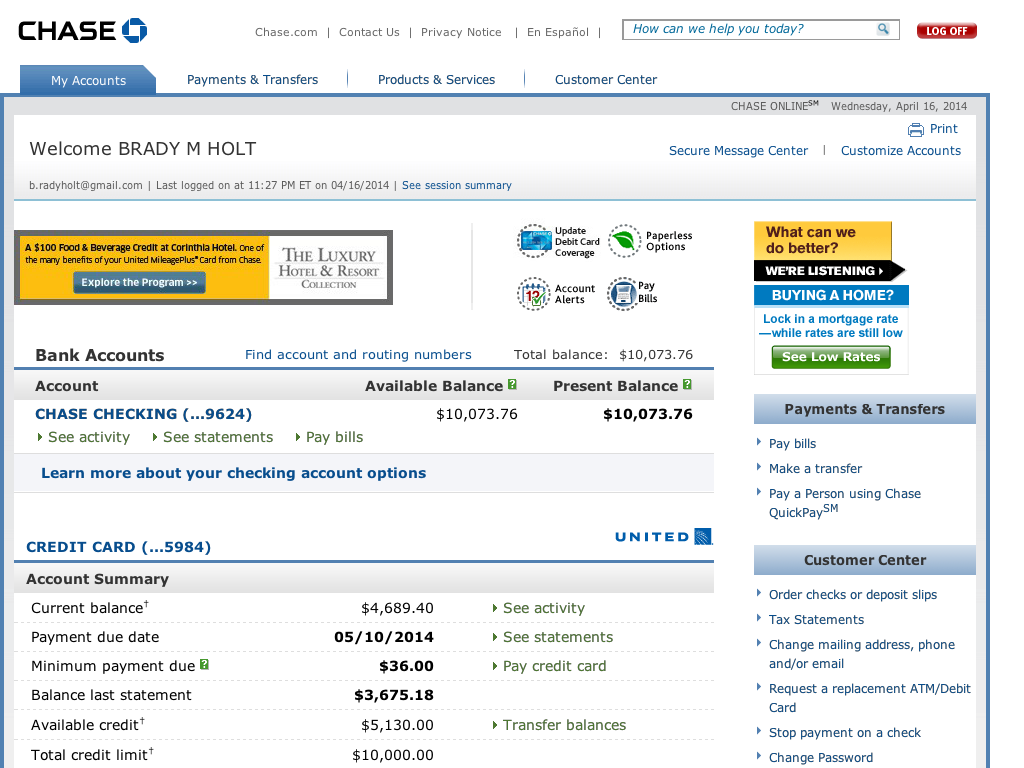 CHASE
Chase.com | Contact Us | Privacy Notice | En Español |
How can we help you today?
LOG OFF
My Accounts
Payments & Transfers
Products & Services
Customer Center
CHASE ONLINE℠ Wednesday, April 16, 2014
Print
Welcome BRADY M HOLT
Secure Message Center | Customize Accounts
b.radyholt@gmail.com | Last logged on at 11:27 PM ET on 04/16/2014 | See session summary
A $100 Food & Beverage Credit at Corinthia Hotel. One of
the many benefits of your United MileagePlus® Card from Chase.
Explore the Program >>
THE LUXURY
HOTEL & RESORT
COLLECTION
Update
Debit Card
Coverage
Paperless
Options
12
Account
Alerts
Pay
Bills
What can we
do better?
WE'RE LISTENING
BUYING A HOME?
Lock in a mortgage rate
—while rates are still low
See Low Rates
Bank Accounts
Find account and routing numbers
Total balance: $10,073.76
Account
Available Balance ?
Present Balance ?
CHASE CHECKING (...9624)
$10,073.76
$10,073.76
See activity
See statements
Pay bills
Learn more about your checking account options
CREDIT CARD (...5984)
UNITED
Account Summary
Current balance† $4,689.40 See activity
Payment due date 05/10/2014 See statements
Minimum payment due ? $36.00 Pay credit card
Balance last statement $3,675.18
Available credit† $5,130.00 Transfer balances
Total credit limit† $10,000.00
Payments & Transfers
Pay bills
Make a transfer
Pay a Person using Chase
QuickPay℠
Customer Center
Order checks or deposit slips
Tax Statements
Change mailing address, phone
and/or email
Request a replacement ATM/Debit
Card
Stop payment on a check
Change Password